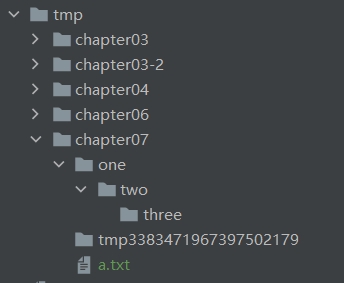 tmp
chapter03
chapter03-2
chapter04
chapter06
chapter07
one
two
three
tmp3383471967397502179
a.txt